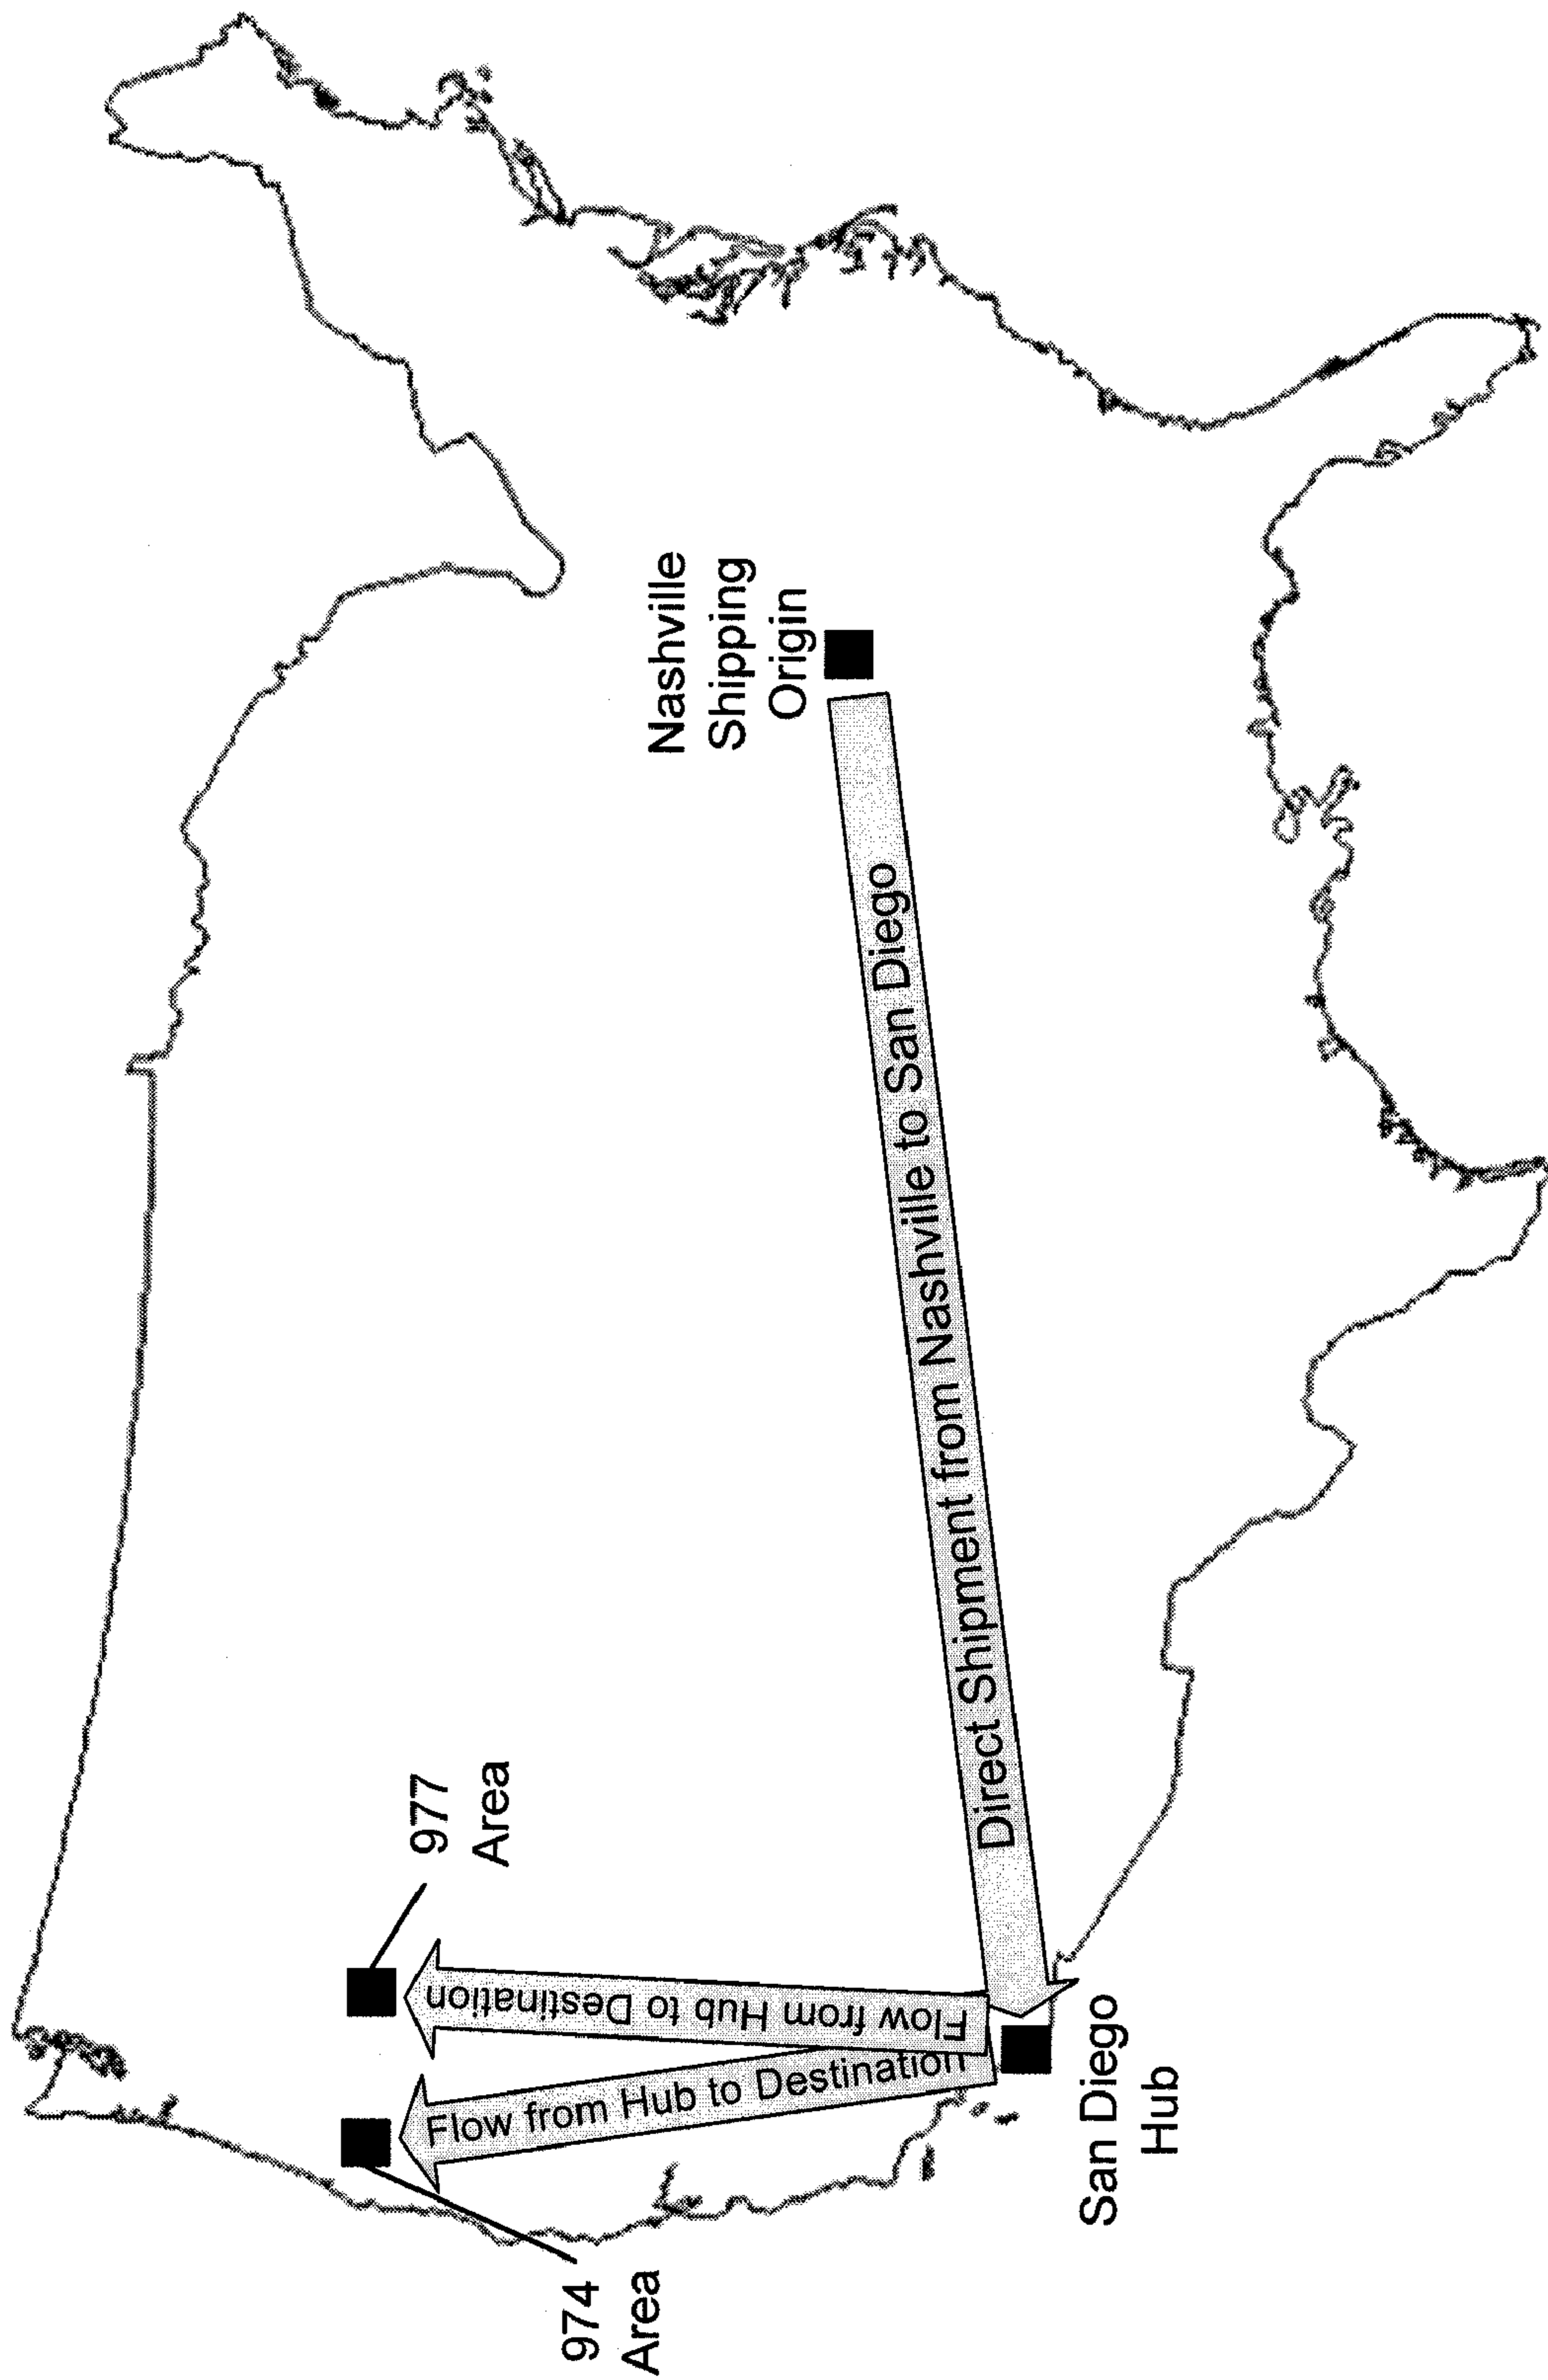 974
Area
977
Area
Flow from Hub to Destination
Flow from Hub to Destination
San Diego
Hub
Direct Shipment from Nashville to San Diego
Nashville
Shipping
Origin